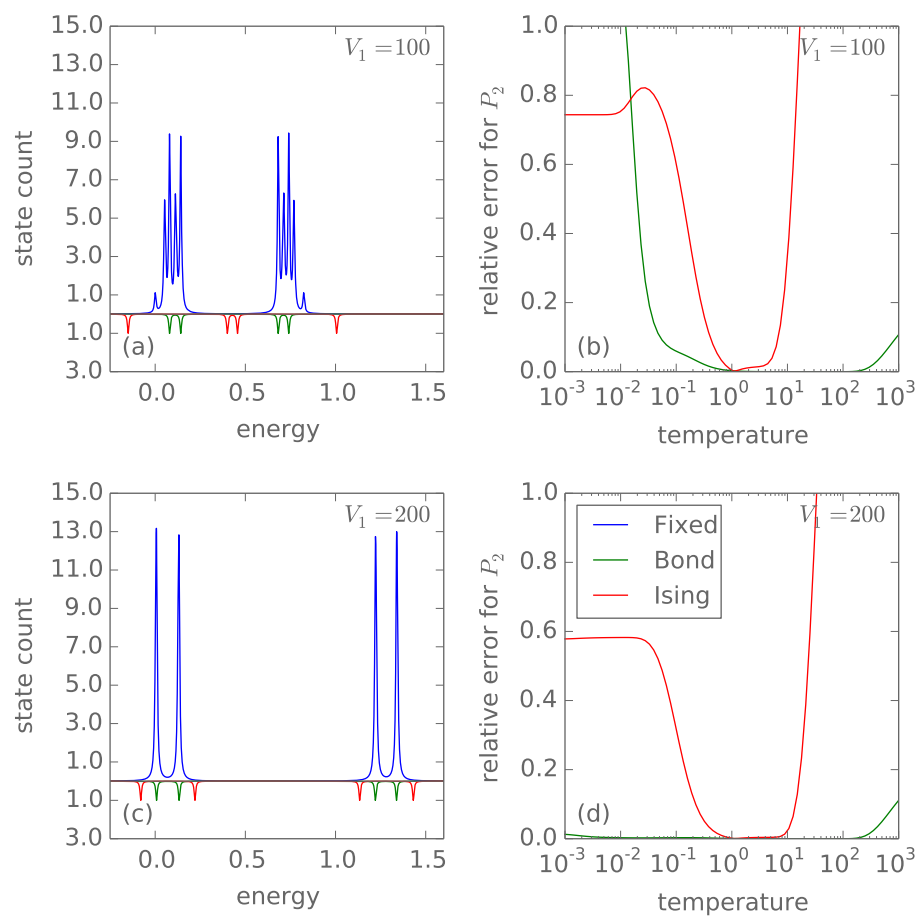 15.0
13.0
11.0
9.0
7.0
5.0
3.0
1.0
1.0
3.0
state count
V₁ =100
(a)
0.0 0.5 1.0 1.5
energy
1.0
0.8
0.6
0.4
0.2
0.0
relative error for P₂
V₁ =100
(b)
10⁻³ 10⁻² 10⁻¹ 10⁰ 10¹ 10² 10³
temperature
15.0
13.0
11.0
9.0
7.0
5.0
3.0
1.0
1.0
3.0
state count
V₁ =200
(c)
0.0 0.5 1.0 1.5
energy
1.0
0.8
0.6
0.4
0.2
0.0
relative error for P₂
V₁ =200
Fixed
Bond
Ising
(d)
10⁻³ 10⁻² 10⁻¹ 10⁰ 10¹ 10² 10³
temperature